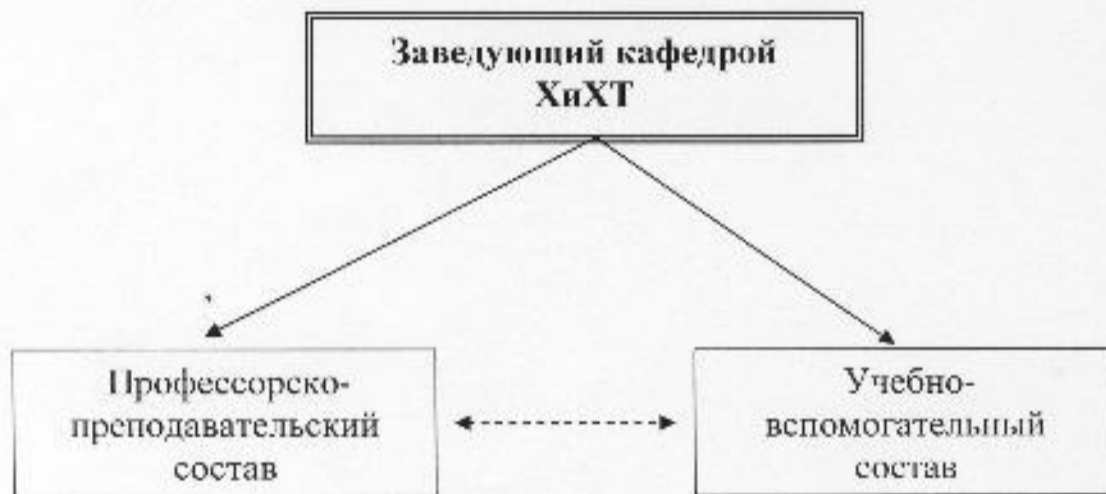 Заведующий кафедрой
ХиХТ
Профессорско-
преподавательский
состав
Учебно-
вспомогательный
состав